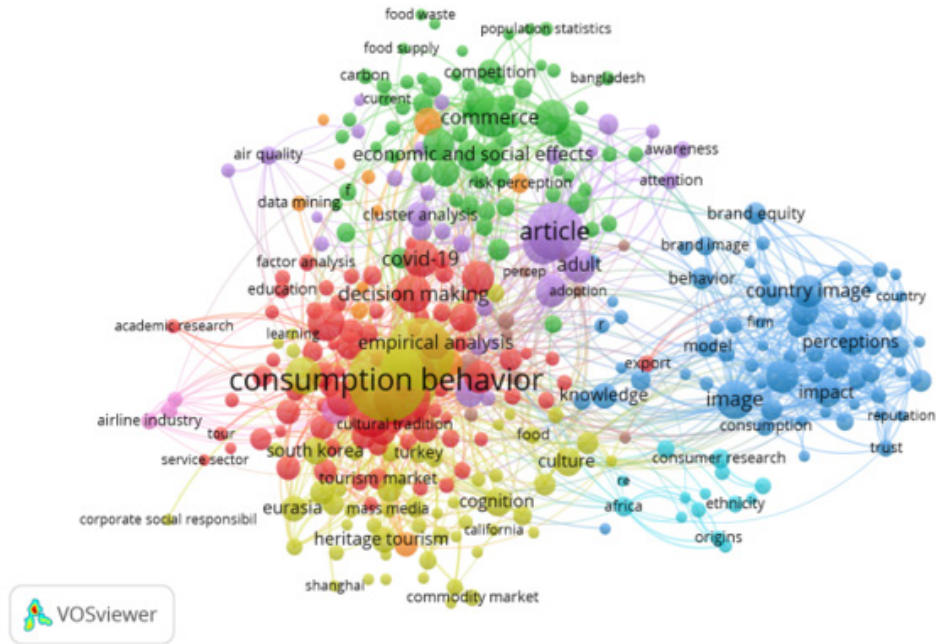 food waste
population statistics
food supply
competition
carbon
bangladesh
current
commerce
air quality
economic and social effects
awareness
risk perception
attention
data mining
f
cluster analysis
brand equity
article
brand image
factor analysis
covid-19
percep
adult
behavior
education
decision making
adoption
country image
country
academic research
learning
r
firm
empirical analysis
model
perceptions
export
consumption behavior
knowledge
image
impact
airline industry
cultural tradition
consumption
reputation
tour
food
south korea
turkey
trust
service sector
culture
consumer research
tourism market
re
eurasia
mass media
cognition
africa
ethnicity
corporate social responsibil
california
heritage tourism
origins
shanghai
commodity market
VOSviewer